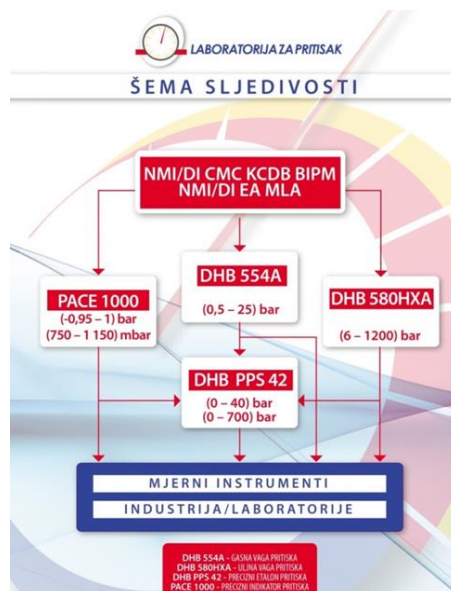 LABORATORIJA ZA PRITISAK
ŠEMA SLJEDIVOSTI
NMI/DI CMC KCDB BIPM
NMI/DI EA MLA
PACE 1000
(-0,95 – 1) bar
(750 – 1 150) mbar
DHB 554A
(0,5 – 25) bar
DHB 580HXA
(6 – 1200) bar
DHB PPS 42
(0 – 40) bar
(0 – 700) bar
MJERNI INSTRUMENTI
INDUSTRIJA/LABORATORIJE
DHB 554A – GASNA VAGA PRITISKA
DHB 580HXA – ULJNA VAGA PRITISKA
DHB PPS 42 – PRECIZNI ETALON PRITISKA
PACE 1000 – PRECIZNI INDIKATOR PRITISKA